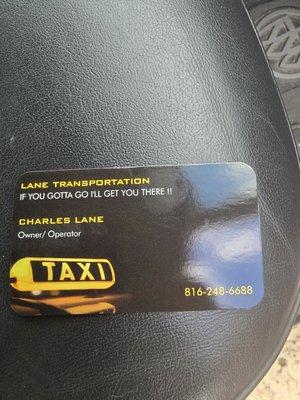 LANE TRANSPORTATION
IF YOU GOTTA GO I'LL GET YOU THERE !!
CHARLES LANE
Owner/ Operator
TAXI
816-248-6688